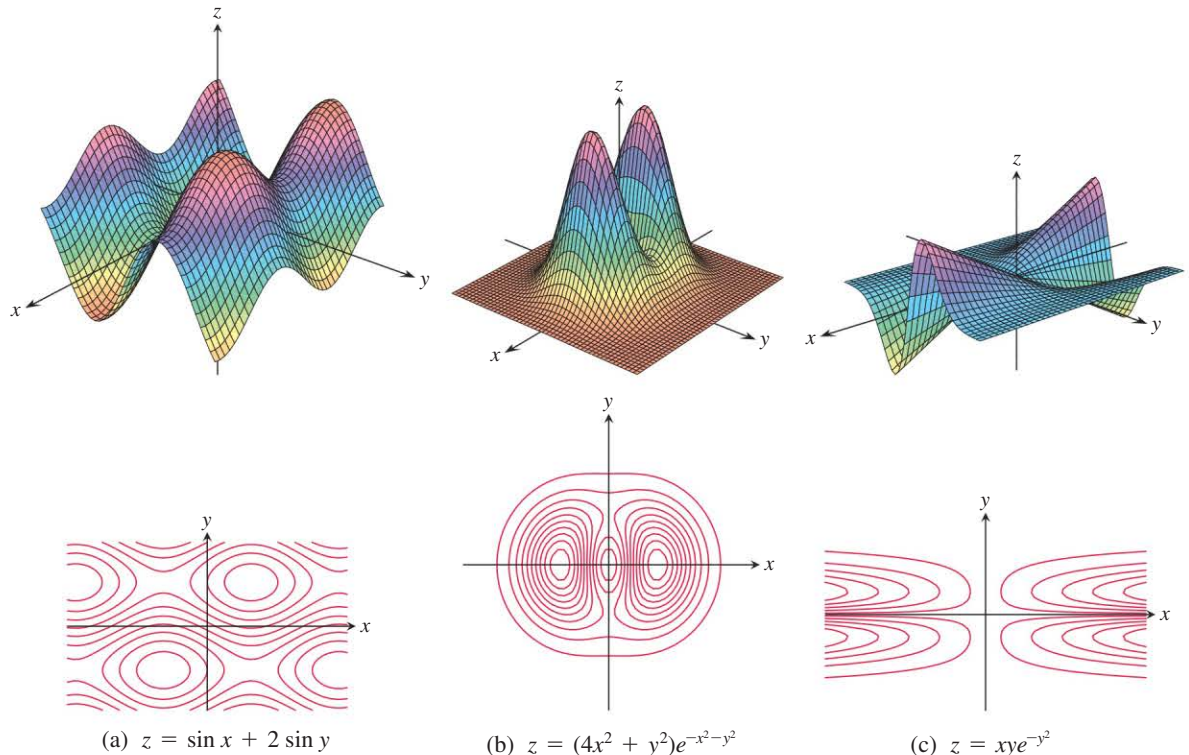 z
x
y
z
x
y
z
x
y
y
x
y
x
y
x
(a) z = sin x + 2 sin y
(b) z = (4x² + y²)e^{−x²−y²}
(c) z = xye^{−y²}